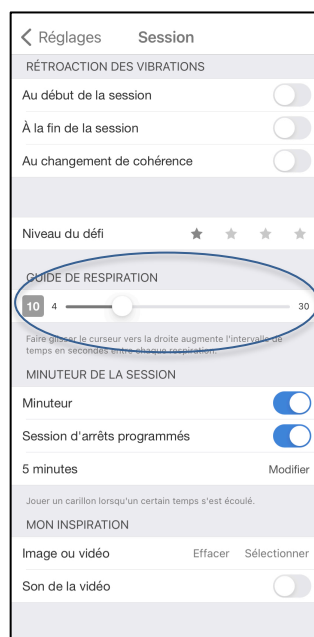 Réglages Session
RÉTROACTION DES VIBRATIONS
Au début de la session
À la fin de la session
Au changement de cohérence
Niveau du défi
GUIDE DE RESPIRATION
10 4 30
Faire glisser le curseur vers la droite augmente l'intervalle de
temps en secondes entre chaque respiration.
MINUTEUR DE LA SESSION
Minuteur
Session d'arrêts programmés
5 minutes Modifier
Jouer un carillon lorsqu'un certain temps s'est écoulé.
MON INSPIRATION
Image ou vidéo Effacer Sélectionner
Son de la vidéo